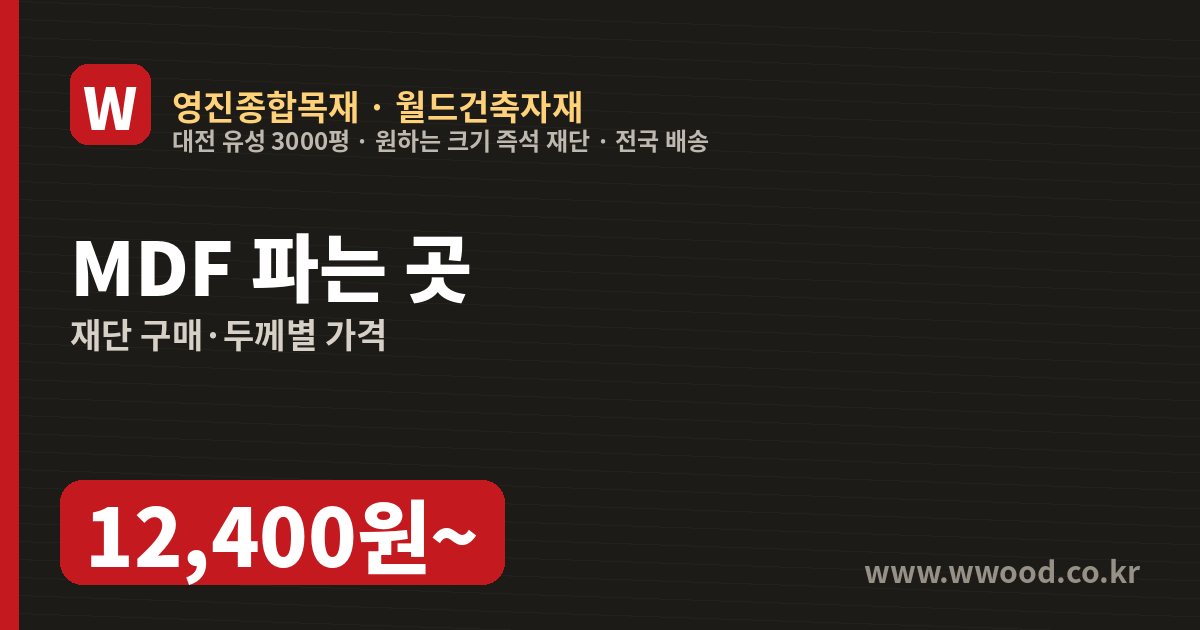 W
영진종합목재 · 월드건축자재
대전 유성 3000평 · 원하는 크기 즉석 재단 · 전국 배송
MDF 파는 곳
재단 구매·두께별 가격
12,400원~
www.wwood.co.kr